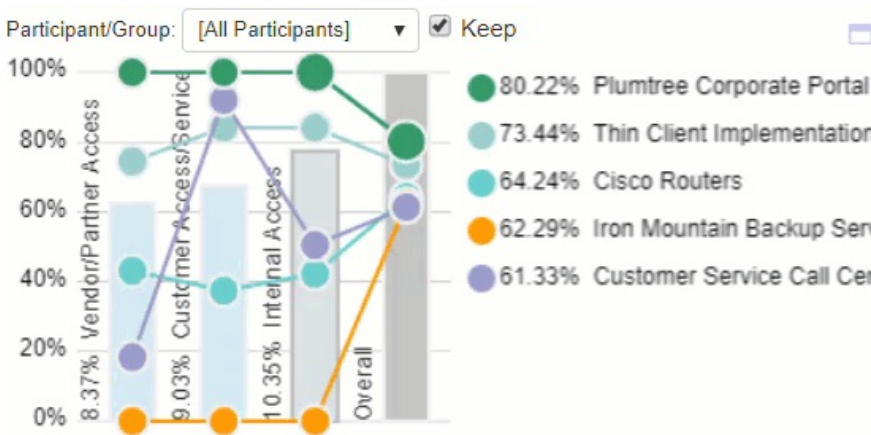 Participant/Group: [All Participants] ▼ Keep
100%
80%
60%
40%
20%
0%
8.37% Vendor/Partner Access
9.03% Customer Access/Service
10.35% Internal Access
Overall
80.22% Plumtree Corporate Portal
73.44% Thin Client Implementation
64.24% Cisco Routers
62.29% Iron Mountain Backup Serv
61.33% Customer Service Call Cen